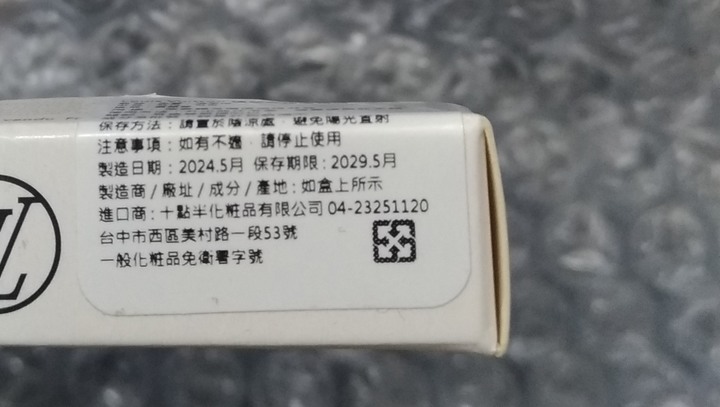 保存方法：請置於陰涼處，避免陽光直射
注意事項：如有不適，請停止使用
製造日期：2024.5月 保存期限：2029.5月
製造商/廠址/成分/產地：如盒上所示
進口商：十點半化粧品有限公司 04-23251120
台中市西區美村路一段53號
一般化粧品免衛署字號
LV